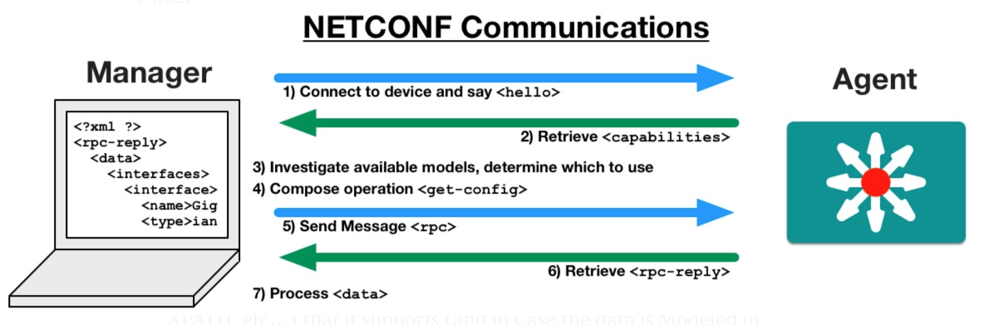 NETCONF Communications
Manager
Agent
<?xml ?>
<rpc-reply>
<data>
<interfaces>
<interface>
<name>Gig
<type>ian
1) Connect to device and say <hello>
2) Retrieve <capabilities>
3) Investigate available models, determine which to use
4) Compose operation <get-config>
5) Send Message <rpc>
6) Retrieve <rpc-reply>
7) Process <data>